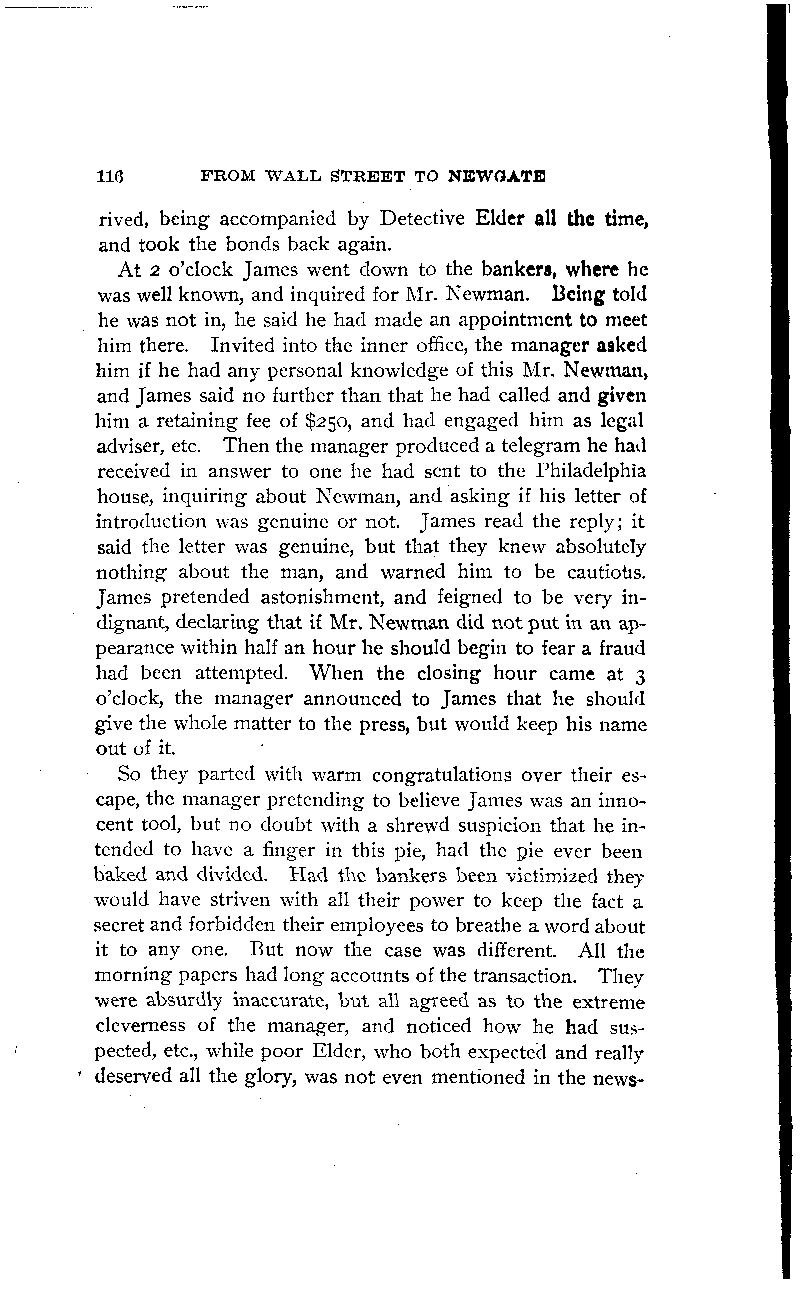 116 FROM WALL STREET TO NEWGATE
rived, being accompanied by Detective Elder all the time,
and took the bonds back again.
At 2 o'clock James went down to the bankers, where he
was well known, and inquired for Mr. Newman. Being told
he was not in, he said he had made an appointment to meet
him there. Invited into the inner office, the manager asked
him if he had any personal knowledge of this Mr. Newman,
and James said no further than that he had called and given
him a retaining fee of $250, and had engaged him as legal
adviser, etc. Then the manager produced a telegram he had
received in answer to one he had sent to the Philadelphia
house, inquiring about Newman, and asking if his letter of
introduction was genuine or not. James read the reply; it
said the letter was genuine, but that they knew absolutely
nothing about the man, and warned him to be cautious.
James pretended astonishment, and feigned to be very in-
dignant, declaring that if Mr. Newman did not put in an ap-
pearance within half an hour he should begin to fear a fraud
had been attempted. When the closing hour came at 3
o'clock, the manager announced to James that he should
give the whole matter to the press, but would keep his name
out of it.
So they parted with warm congratulations over their es-
cape, the manager pretending to believe James was an inno-
cent tool, but no doubt with a shrewd suspicion that he in-
tended to have a finger in this pie, had the pie ever been
baked and divided. Had the bankers been victimized they
would have striven with all their power to keep the fact a
secret and forbidden their employees to breathe a word about
it to any one. But now the case was different. All the
morning papers had long accounts of the transaction. They
were absurdly inaccurate, but all agreed as to the extreme
cleverness of the manager, and noticed how he had sus-
pected, etc., while poor Elder, who both expected and really
deserved all the glory, was not even mentioned in the news-